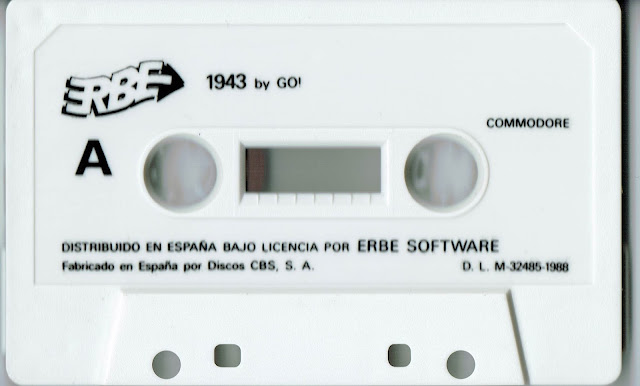 ERBE
1943 by GO!
COMMODORE
A
DISTRIBUIDO EN ESPAÑA BAJO LICENCIA POR ERBE SOFTWARE
Fabricado en España por Discos CBS, S. A. D. L. M-32485-1988